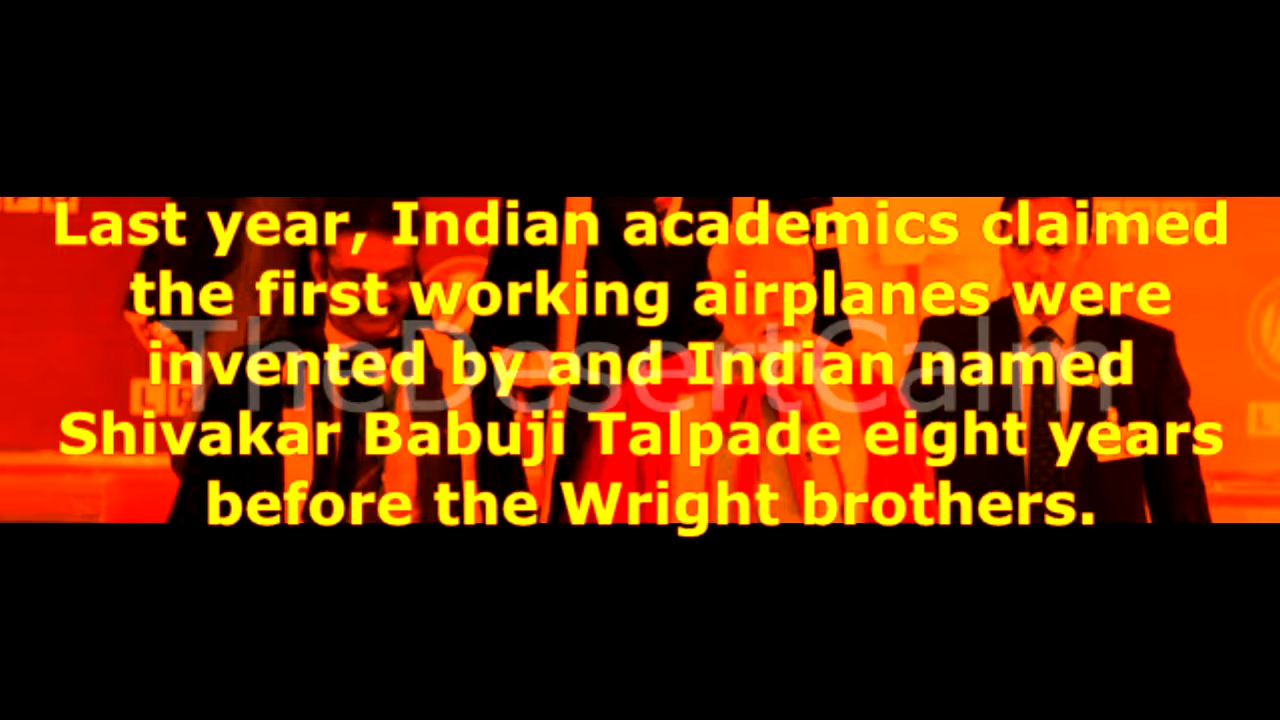 Last year, Indian academics claimed
the first working airplanes were
invented by and Indian named
Shivakar Babuji Talpade eight years
before the Wright brothers.
TheDesertCalm